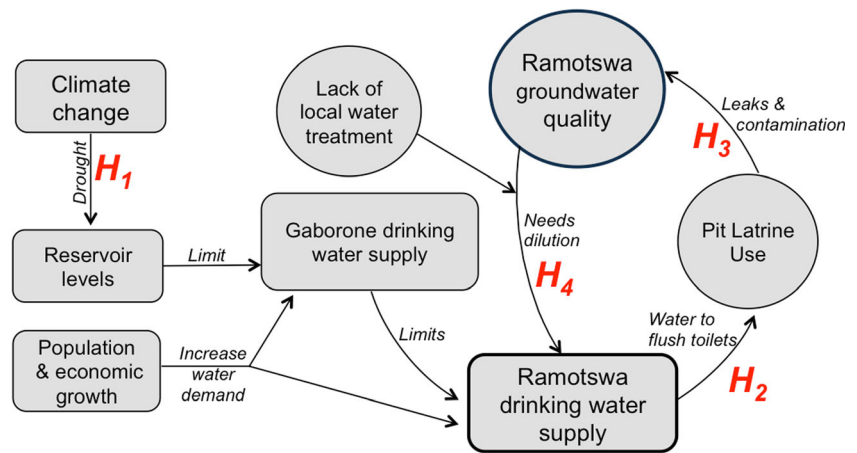 Climate
change
Drought
H1
Reservoir
levels
Limit
Population
& economic
growth
Increase
water
demand
Lack of
local water
treatment
Gaborone drinking
water supply
Limits
Ramotswa
groundwater
quality
Needs
dilution
H4
Ramotswa
drinking water
supply
Water to
flush toilets
H2
Pit Latrine
Use
Leaks &
contamination
H3